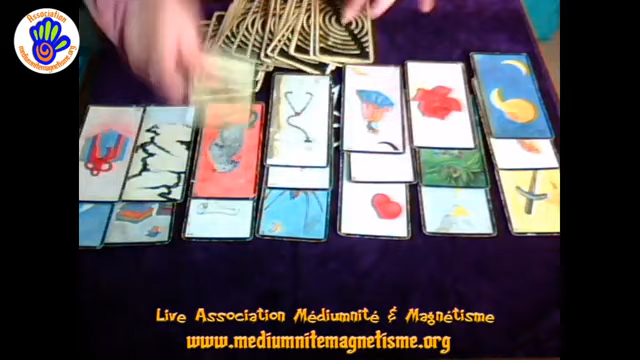 Association
mediumnitemagnetisme.org
Live Association Médiumnité & Magnétisme
www.mediumnitemagnetisme.org